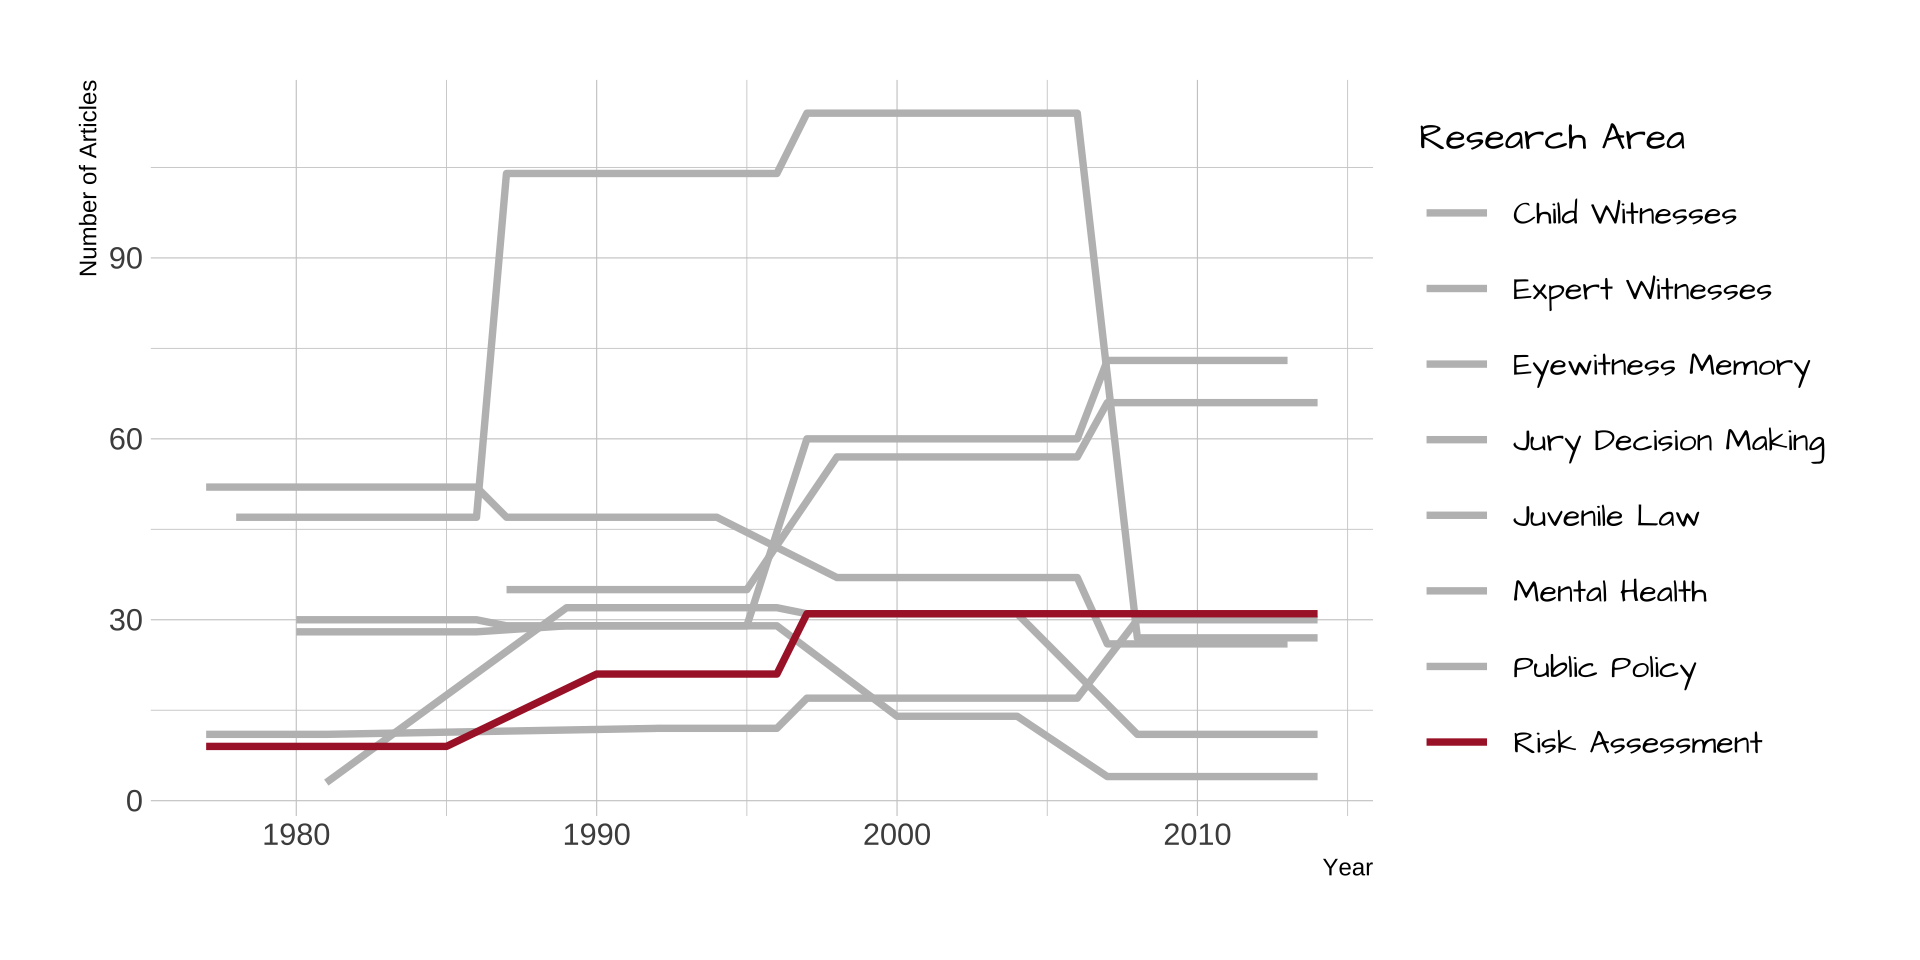 Number of Articles
90
60
30
0
1980 1990 2000 2010
Year
Research Area
Child Witnesses
Expert Witnesses
Eyewitness Memory
Jury Decision Making
Juvenile Law
Mental Health
Public Policy
Risk Assessment